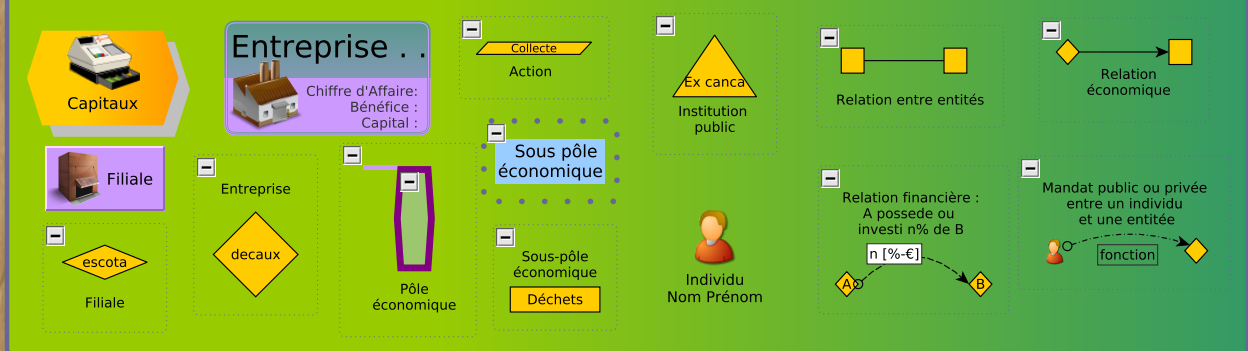 Capitaux
Entreprise . .
Chiffre d'Affaire:
Bénéfice :
Capital :
Collecte
Action
Ex canca
Institution
public
Relation entre entités
Relation
économique
Filiale
Entreprise
decaux
escota
Filiale
Pôle
économique
Sous pôle
économique
Sous-pôle
économique
Déchets
Individu
Nom Prénom
Relation financière :
A possede ou
investi n% de B
n [%-€]
A
B
Mandat public ou privée
entre un individu
et une entitée
fonction